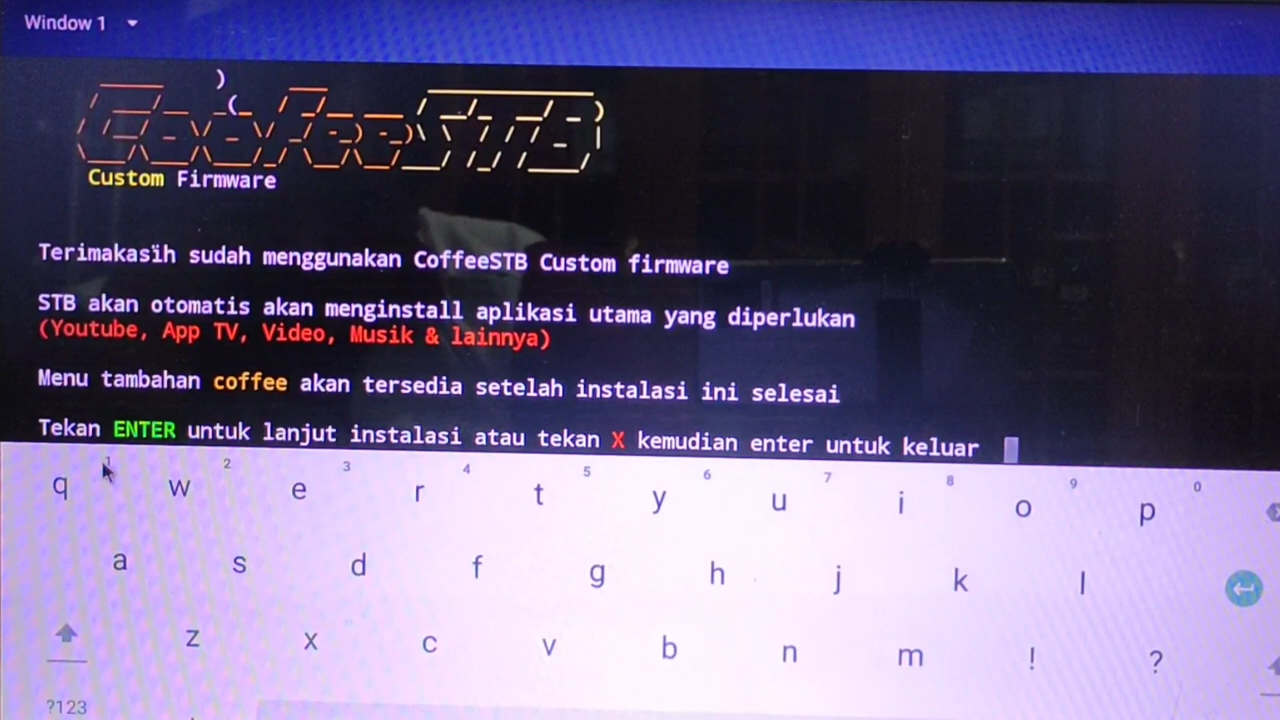 Window 1
CoffeeSTB
Custom Firmware
Terimakasih sudah menggunakan CoffeeSTB Custom firmware
STB akan otomatis akan menginstall aplikasi utama yang diperlukan
(Youtube, App TV, Video, Musik & lainnya)
Menu tambahan coffee akan tersedia setelah instalasi ini selesai
Tekan ENTER untuk lanjut instalasi atau tekan X kemudian enter untuk keluar
1 2 3 4 5 6 7 8 9 0
q w e r t y u i o p
a s d f g h j k l
z x c v b n m ! ?
?123